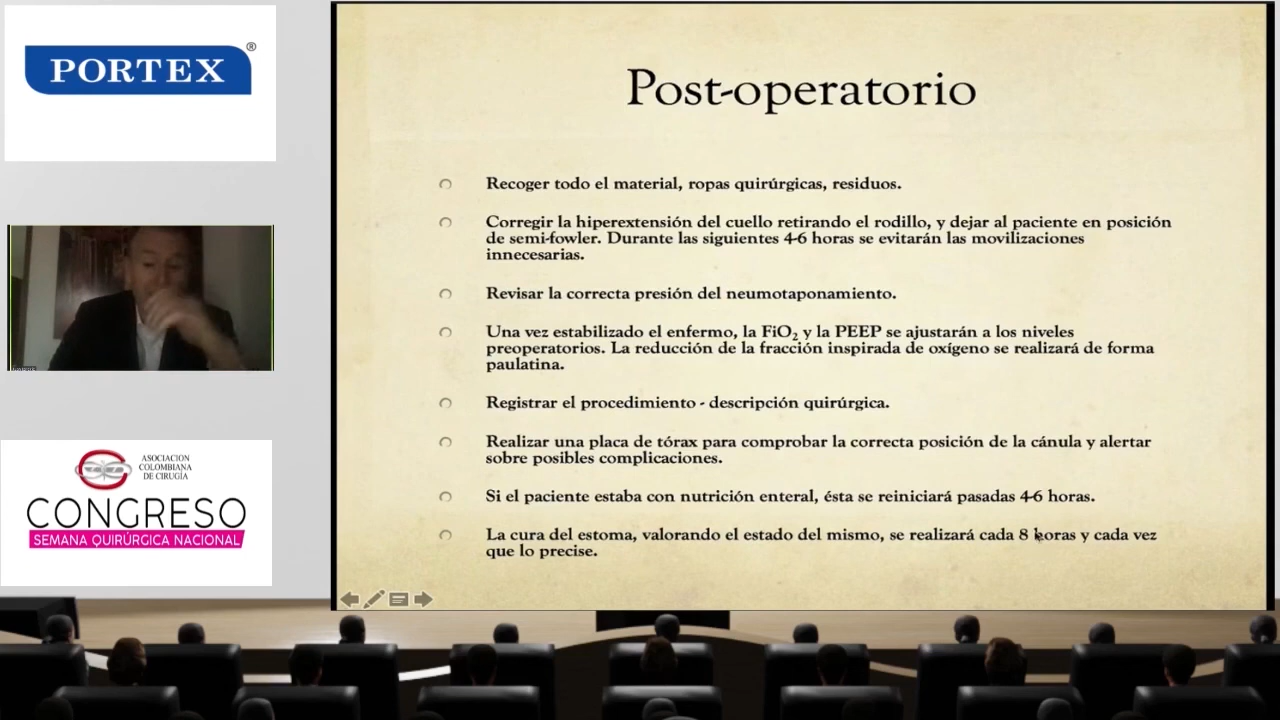 PORTEX®
ASOCIACIÓN
COLOMBIANA
DE CIRUGÍA
CONGRESO
SEMANA QUIRÚRGICA NACIONAL
Post-operatorio
Recoger todo el material, ropas quirúrgicas, residuos.
Corregir la hiperextensión del cuello retirando el rodillo, y dejar al paciente en posición
de semi-fowler. Durante las siguientes 4-6 horas se evitarán las movilizaciones
innecesarias.
Revisar la correcta presión del neumotaponamiento.
Una vez estabilizado el enfermo, la FiO₂ y la PEEP se ajustarán a los niveles
preoperatorios. La reducción de la fracción inspirada de oxígeno se realizará de forma
paulatina.
Registrar el procedimiento - descripción quirúrgica.
Realizar una placa de tórax para comprobar la correcta posición de la cánula y alertar
sobre posibles complicaciones.
Si el paciente estaba con nutrición enteral, ésta se reiniciará pasadas 4-6 horas.
La cura del estoma, valorando el estado del mismo, se realizará cada 8 horas y cada vez
que lo precise.